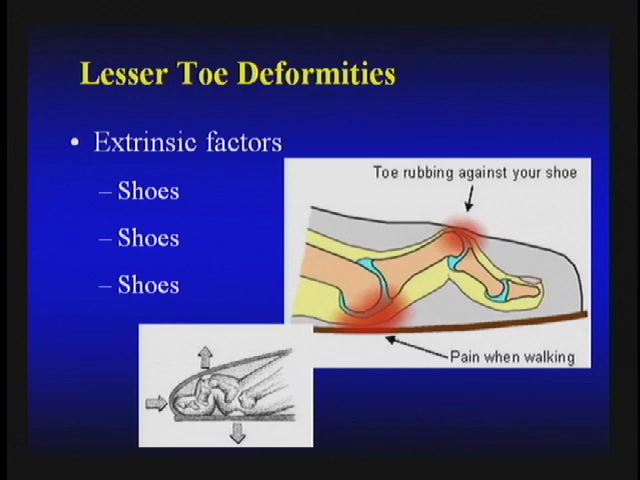 Lesser Toe Deformities
• Extrinsic factors
– Shoes
– Shoes
– Shoes
Toe rubbing against your shoe
Pain when walking